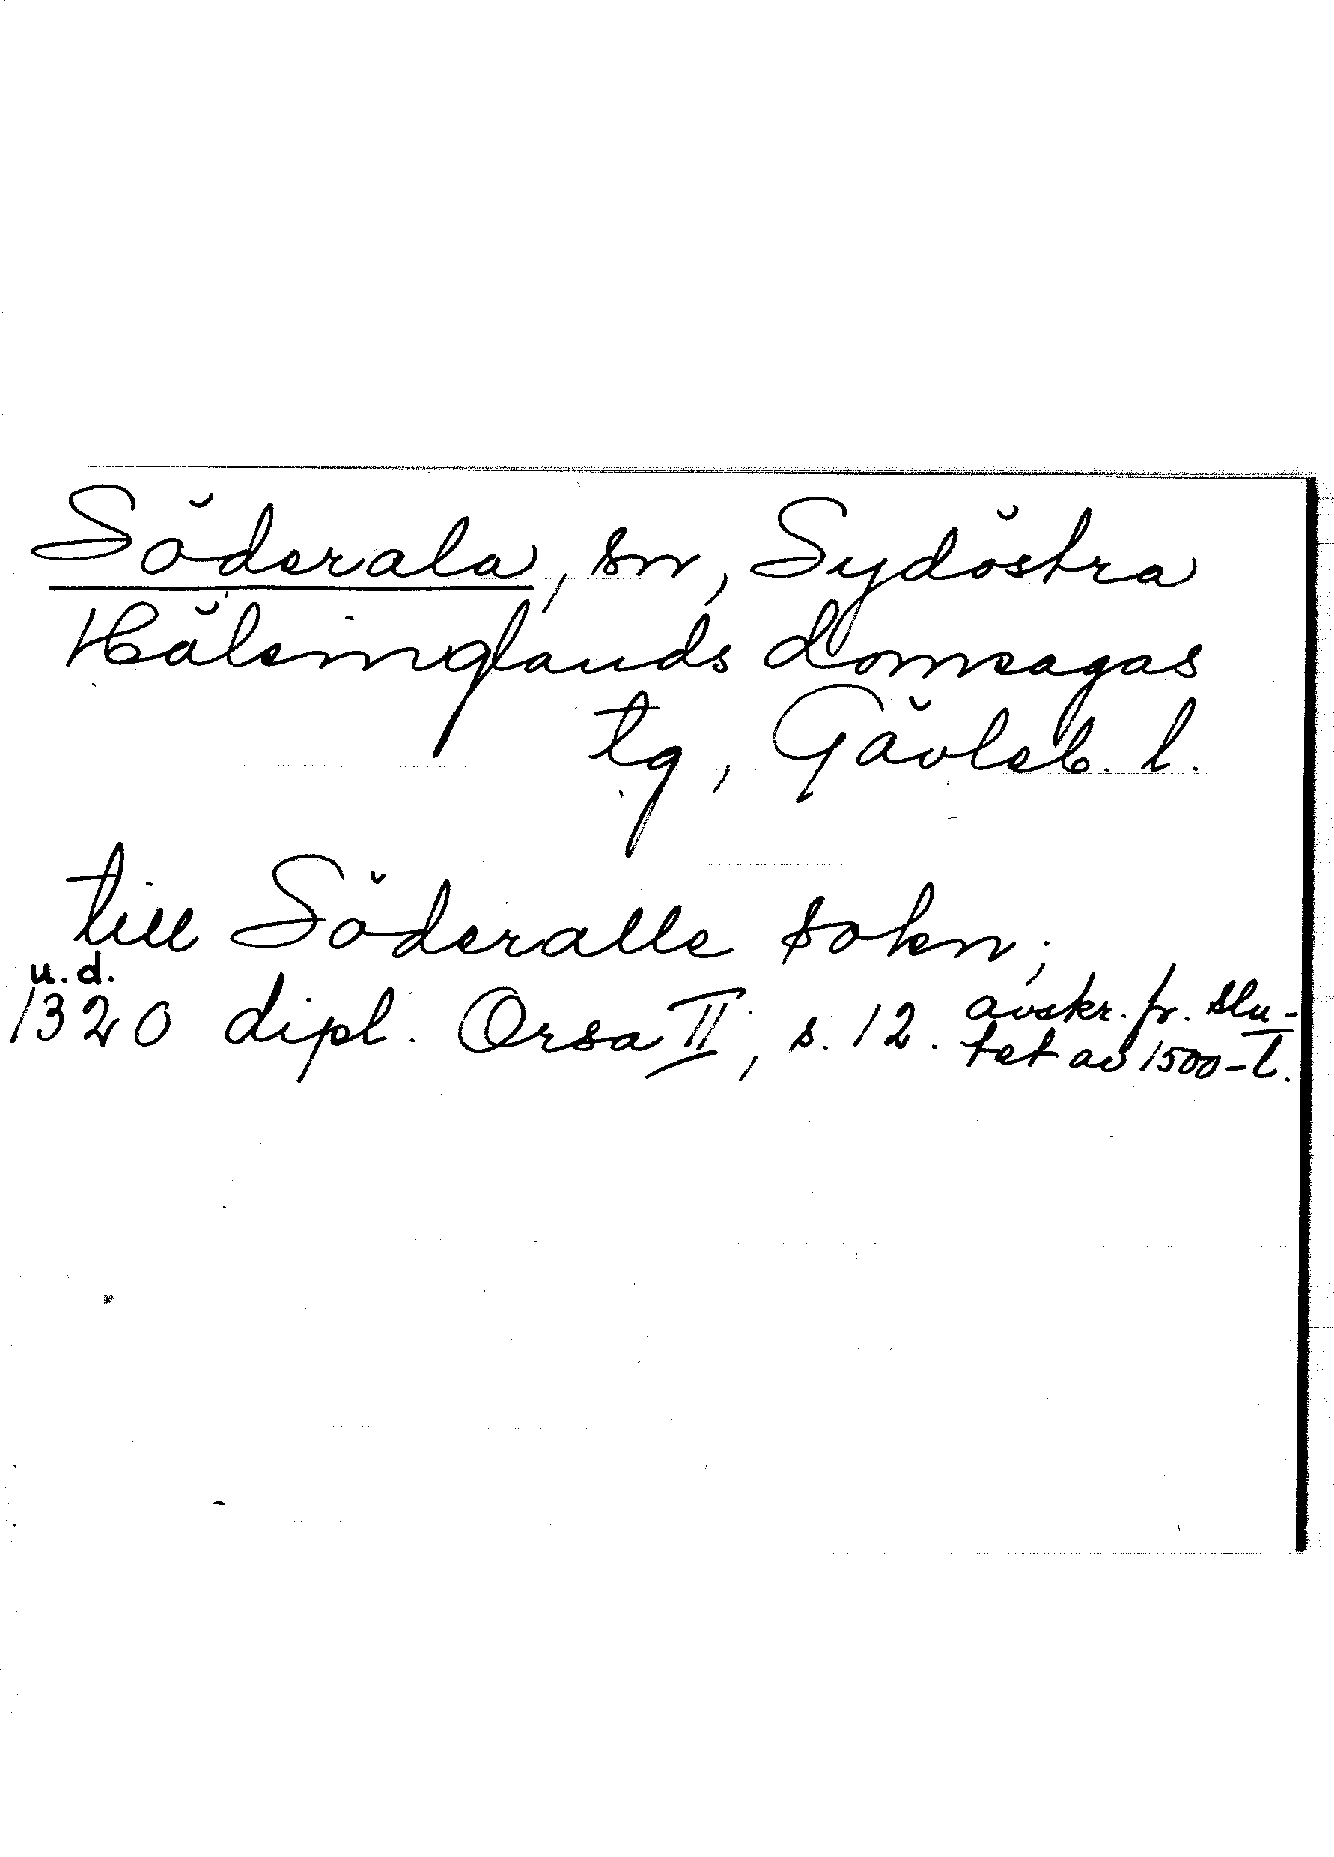 Söderala, sn, Sydöstra
Hälsinglands domsagas
tg, Gävleb. l.
till Söderalle sokn;
u.d.
1320 dipl. Orsa II, s. 12. avskr. fr. slu-
tet av 1500-t.